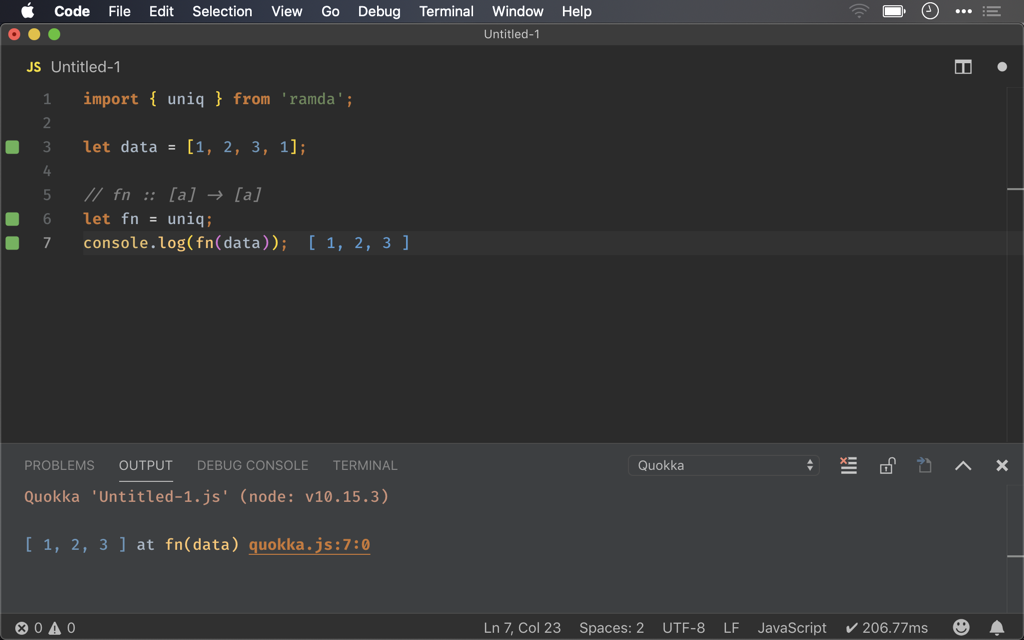 Code File Edit Selection View Go Debug Terminal Window Help
Untitled-1
JS Untitled-1
1 import { uniq } from 'ramda';
2
3 let data = [1, 2, 3, 1];
4
5 // fn :: [a] → [a]
6 let fn = uniq;
7 console.log(fn(data)); [ 1, 2, 3 ]
PROBLEMS OUTPUT DEBUG CONSOLE TERMINAL Quokka
Quokka 'Untitled-1.js' (node: v10.15.3)
[ 1, 2, 3 ] at fn(data) quokka.js:7:0
0 0 Ln 7, Col 23 Spaces: 2 UTF-8 LF JavaScript ✔ 206.77ms